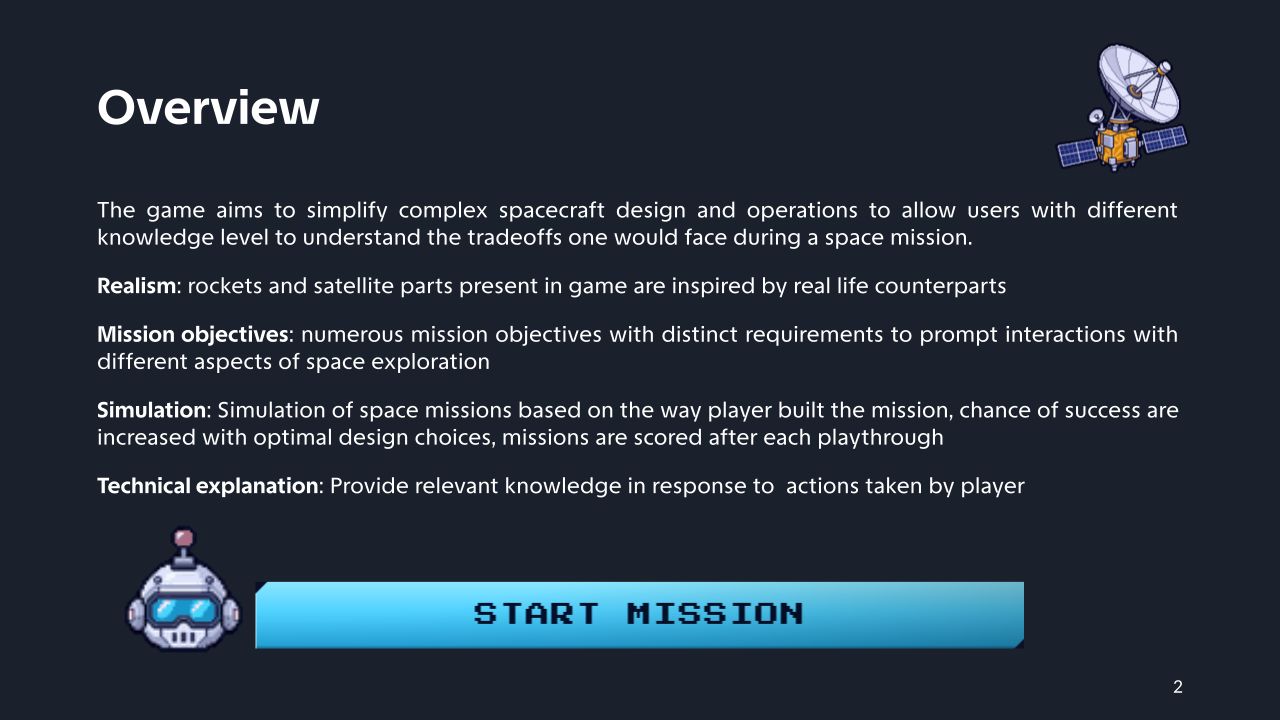 Overview
The game aims to simplify complex spacecraft design and operations to allow users with different
knowledge level to understand the tradeoffs one would face during a space mission.
Realism: rockets and satellite parts present in game are inspired by real life counterparts
Mission objectives: numerous mission objectives with distinct requirements to prompt interactions with
different aspects of space exploration
Simulation: Simulation of space missions based on the way player built the mission, chance of success are
increased with optimal design choices, missions are scored after each playthrough
Technical explanation: Provide relevant knowledge in response to  actions taken by player
START MISSION
2